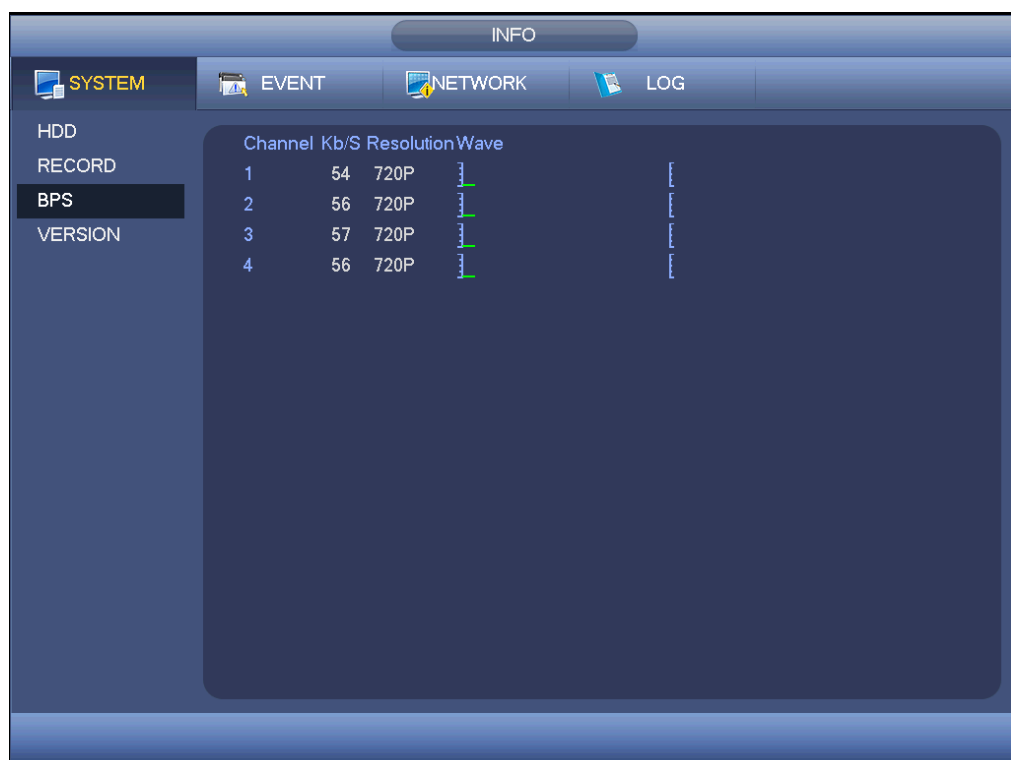 INFO
SYSTEM EVENT NETWORK LOG
HDD
RECORD
BPS
VERSION
Channel Kb/S Resolution Wave
1 54 720P
2 56 720P
3 57 720P
4 56 720P